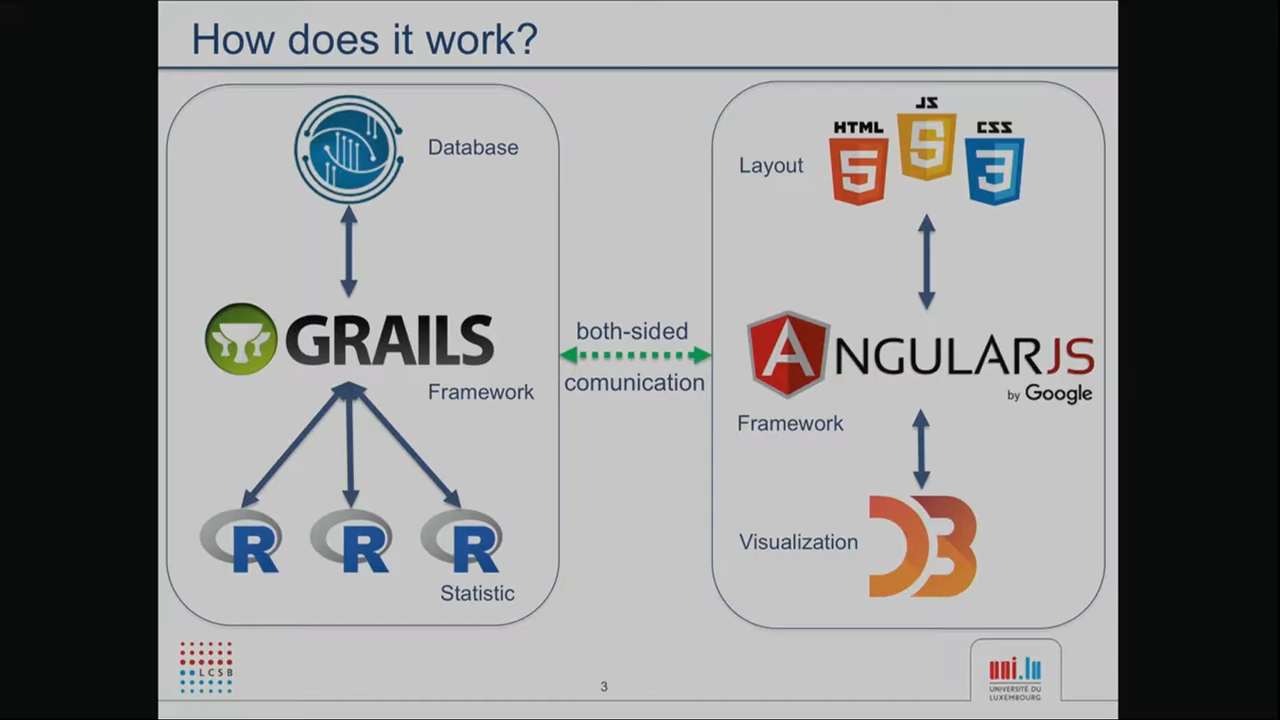 How does it work?
Database
GRAILS
Framework
R
R
R
Statistic
both-sided
comunication
HTML
5
JS
5
CSS
3
Layout
ANGULARJS
by Google
Framework
Visualization
D3
LCSB
3
uni.lu
UNIVERSITÉ DU
LUXEMBOURG